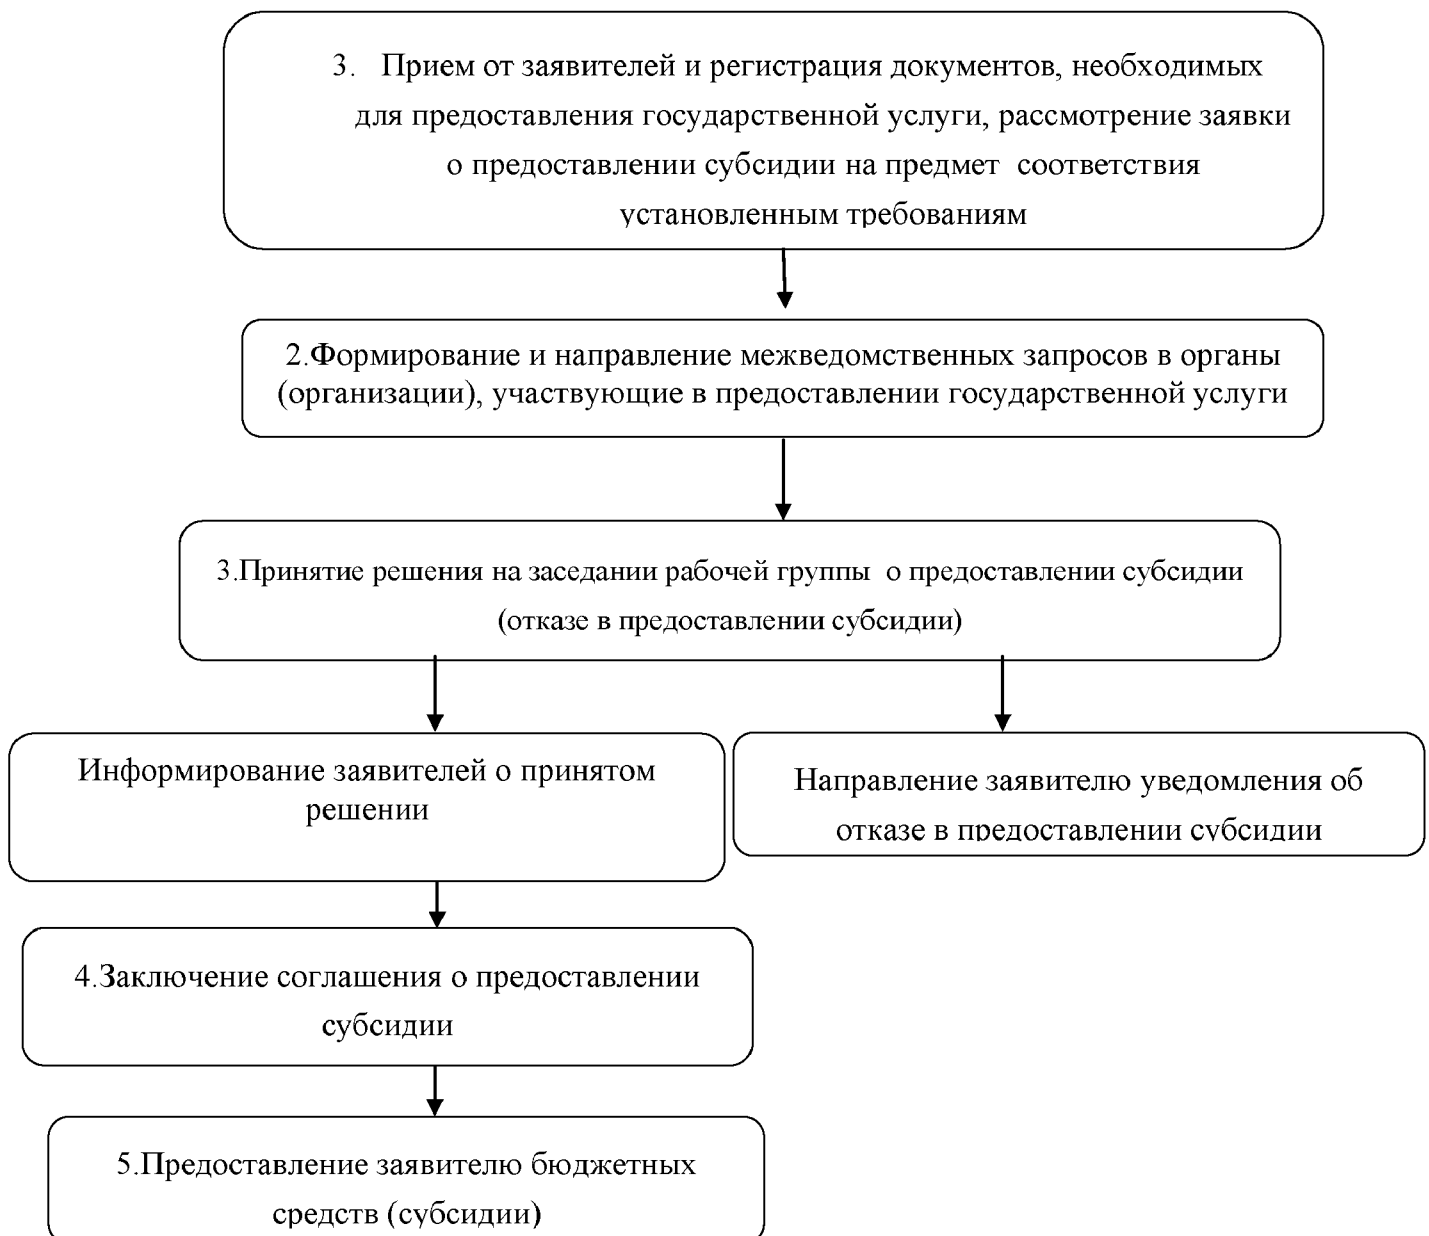 3. Прием от заявителей и регистрация документов, необходимых
для предоставления государственной услуги, рассмотрение заявки
о предоставлении субсидии на предмет соответствия
установленным требованиям
2.Формирование и направление межведомственных запросов в органы
(организации), участвующие в предоставлении государственной услуги
3.Принятие решения на заседании рабочей группы о предоставлении субсидии
(отказе в предоставлении субсидии)
Информирование заявителей о принятом
решении
Направление заявителю уведомления об
отказе в предоставлении субсидии
4.Заключение соглашения о предоставлении
субсидии
5.Предоставление заявителю бюджетных
средств (субсидии)